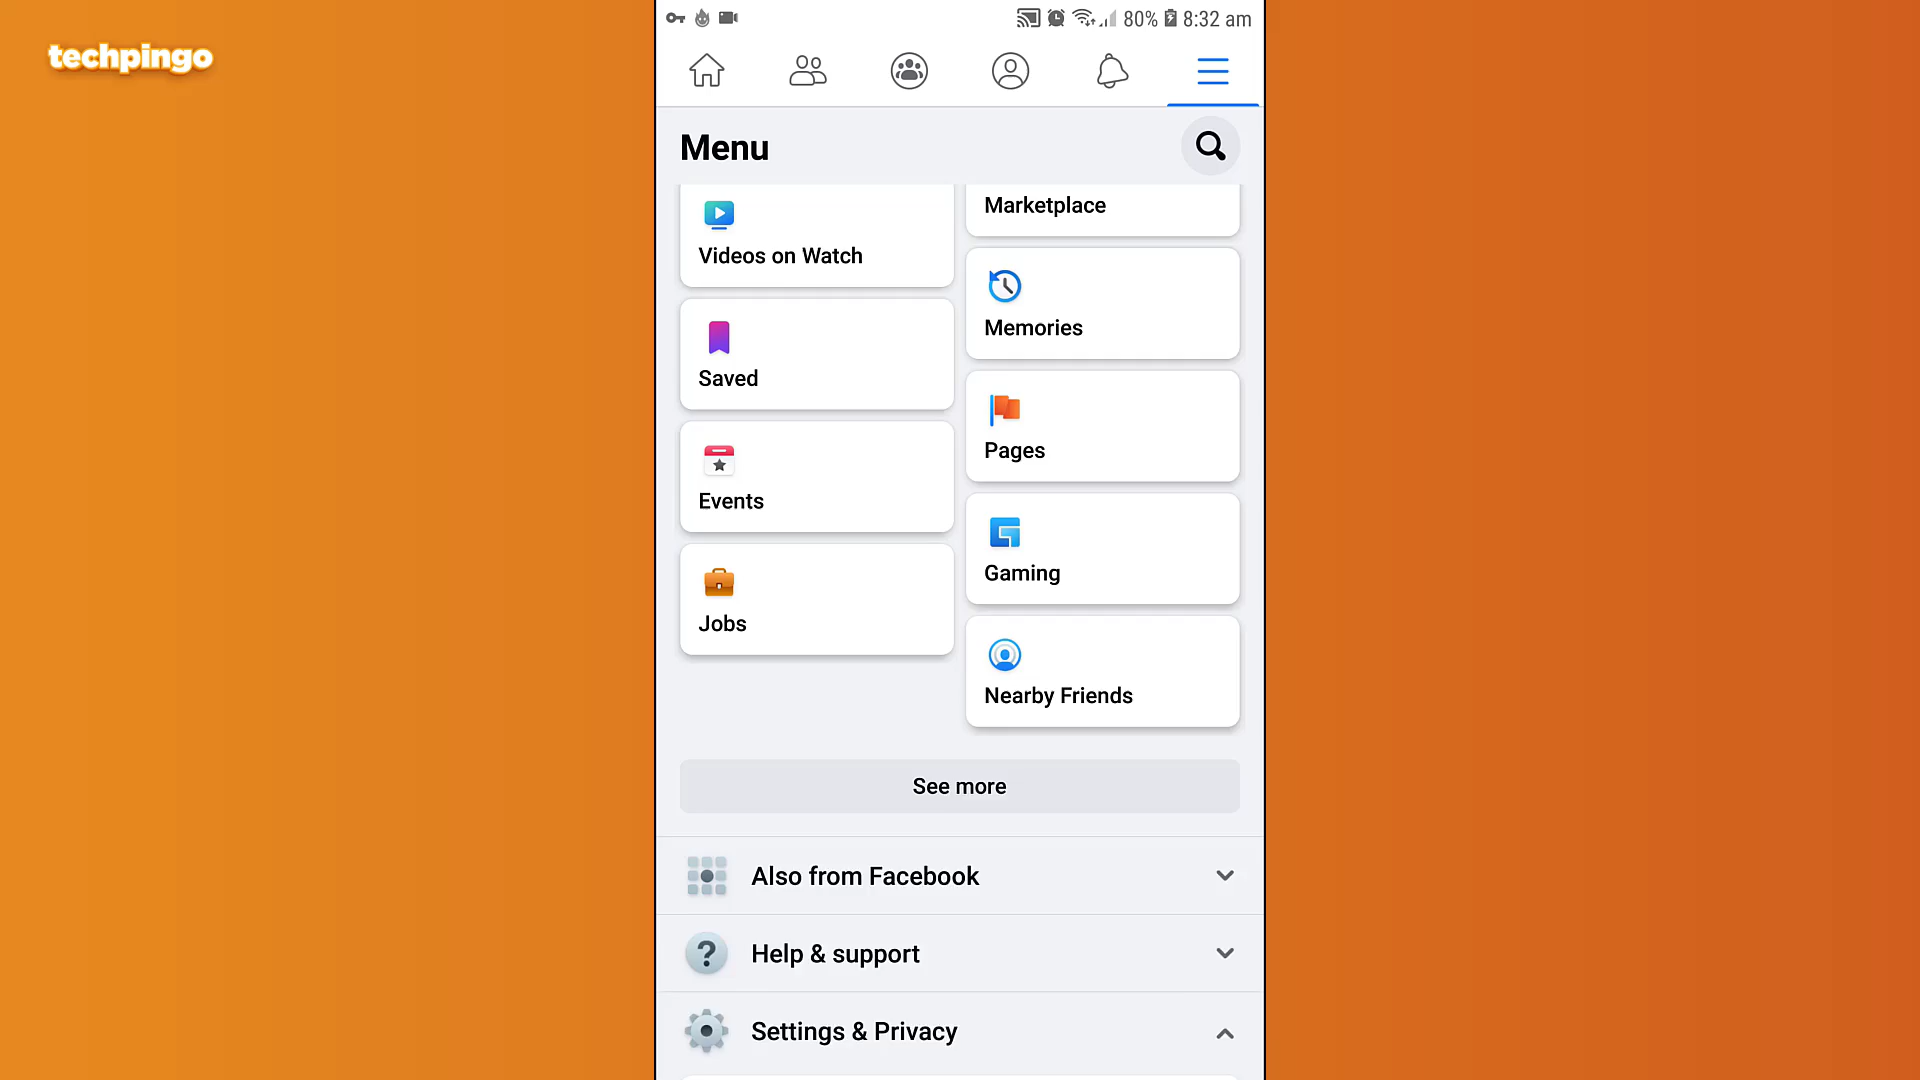 techpingo
80% 8:32 am
Menu
Marketplace
Videos on Watch
Memories
Saved
Pages
Events
Gaming
Jobs
Nearby Friends
See more
Also from Facebook
? Help & support
Settings & Privacy